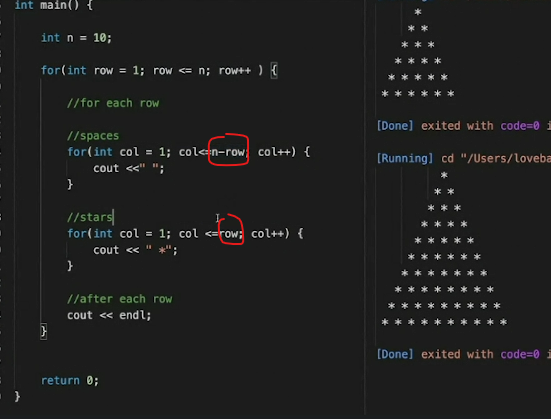 int main() {
int n = 10;
for(int row = 1; row <= n; row++ ) {
//for each row
//spaces
for(int col = 1; col<=n-row; col++) {
cout <<" ";
}
//stars
for(int col = 1; col <=row; col++) {
cout << " *";
}
//after each row
cout << endl;
}
return 0;
}
*
* *
* * *
* * * *
* * * * *
* * * * * *
[Done] exited with code=0 i
[Running] cd "/Users/loveba
*
* *
* * *
* * * *
* * * * *
* * * * * *
* * * * * * *
* * * * * * * *
* * * * * * * * *
* * * * * * * * * *
[Done] exited with code=0 i